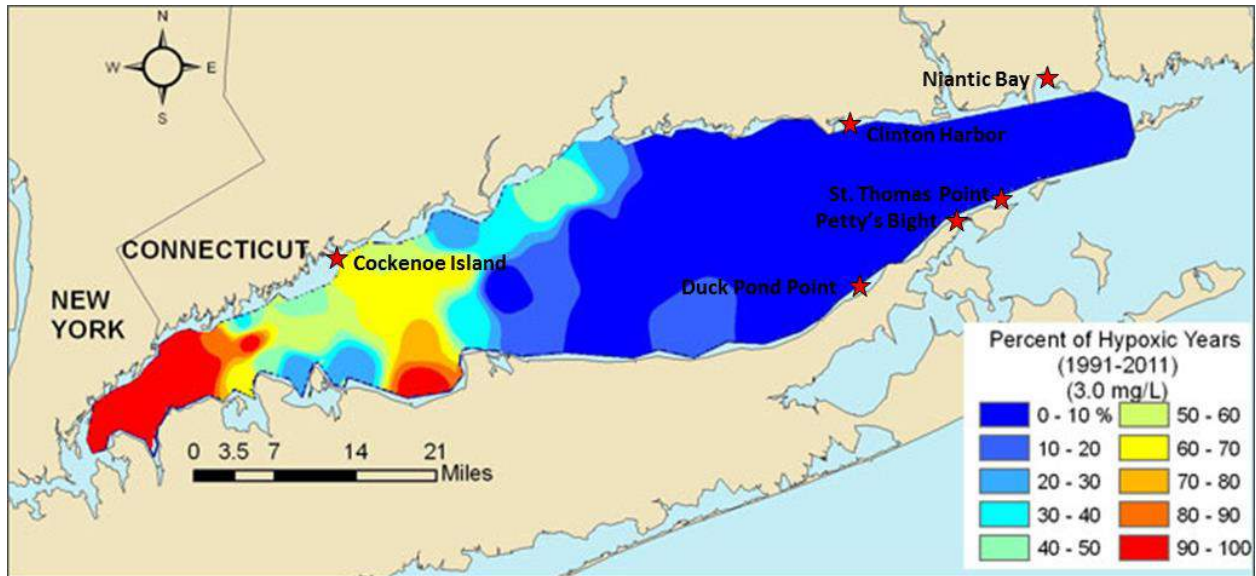 N
W E
S
Niantic Bay
Clinton Harbor
St. Thomas Point
Petty's Bight
CONNECTICUT
Cockenoe Island
Duck Pond Point
NEW
YORK
0 3.5 7 14 21
Miles
Percent of Hypoxic Years
(1991-2011)
(3.0 mg/L)
0 - 10 % 50 - 60
10 - 20 60 - 70
20 - 30 70 - 80
30 - 40 80 - 90
40 - 50 90 - 100